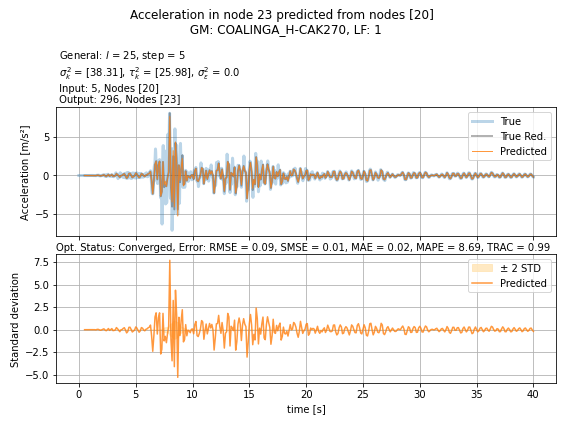 Acceleration in node 23 predicted from nodes [20]
GM: COALINGA_H-CAK270, LF: 1
General: l = 25, step = 5
σ²ₖ = [38.31], τ²ₖ = [25.98], σ²_ε = 0.0
Input: 5, Nodes [20]
Output: 296, Nodes [23]
Acceleration [m/s²]
5
0
−5
True
True Red.
Predicted
Opt. Status: Converged, Error: RMSE = 0.09, SMSE = 0.01, MAE = 0.02, MAPE = 8.69, TRAC = 0.99
Standard deviation
7.5
5.0
2.5
0.0
−2.5
−5.0
± 2 STD
Predicted
0 5 10 15 20 25 30 35 40
time [s]